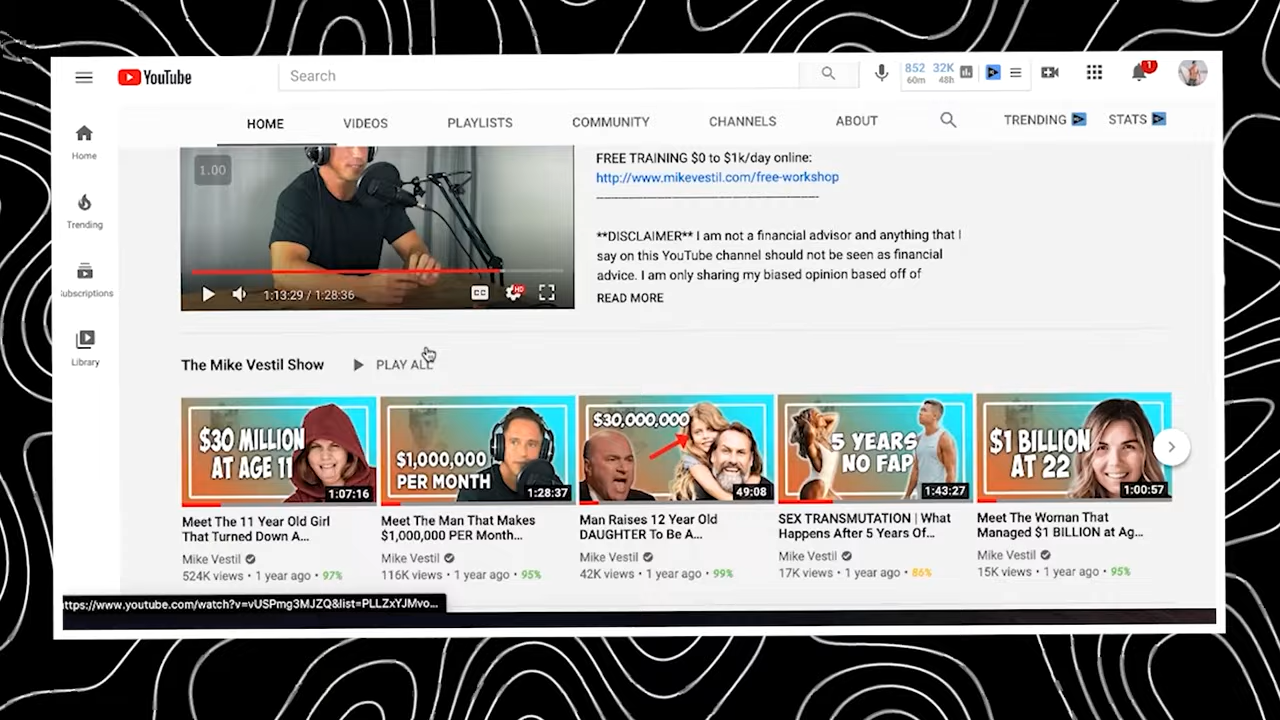 YouTube
Search
852 32K
60m 48h
1
HOME VIDEOS PLAYLISTS COMMUNITY CHANNELS ABOUT TRENDING STATS
Home
Trending
Subscriptions
Library
1.00
1:13:29 / 1:28:36
CC
HD
FREE TRAINING $0 to $1k/day online:
http://www.mikevestil.com/free-workshop
**DISCLAIMER** I am not a financial advisor and anything that I
say on this YouTube channel should not be seen as financial
advice. I am only sharing my biased opinion based off of
READ MORE
The Mike Vestil Show PLAY ALL
$30 MILLION
AT AGE 11
1:07:16
Meet The 11 Year Old Girl
That Turned Down A...
Mike Vestil
524K views • 1 year ago • 97%
$1,000,000
PER MONTH
1:28:37
Meet The Man That Makes
$1,000,000 PER Month...
Mike Vestil
116K views • 1 year ago • 95%
$30,000,000
49:08
Man Raises 12 Year Old
DAUGHTER To Be A...
Mike Vestil
42K views • 1 year ago • 99%
5 YEARS
NO FAP
1:43:27
SEX TRANSMUTATION | What
Happens After 5 Years Of...
Mike Vestil
17K views • 1 year ago • 86%
$1 BILLION
AT 22
1:00:57
Meet The Woman That
Managed $1 BILLION at Ag...
Mike Vestil
15K views • 1 year ago • 95%
ttps://www.youtube.com/watch?v=vUSPmg3MJZQ&list=PLLZxYJMvo...